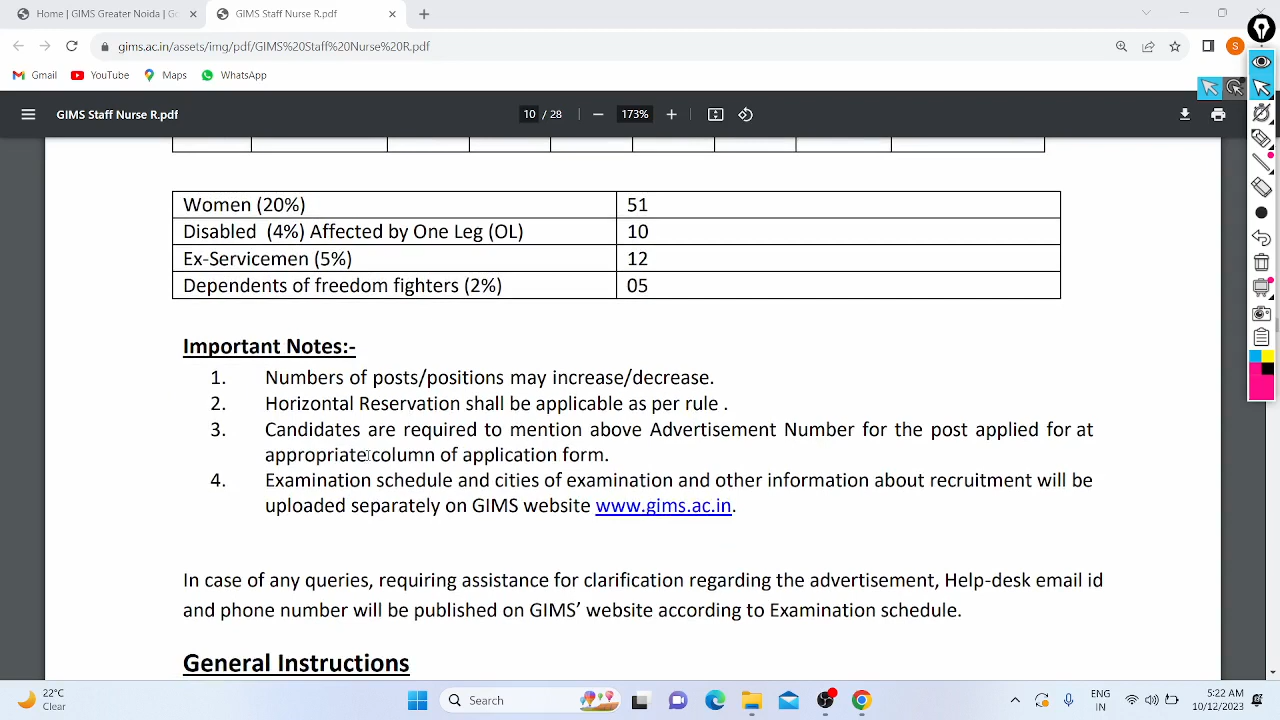 Home | GIMS Greater Noida | Go
GIMS Staff Nurse R.pdf
gims.ac.in/assets/img/pdf/GIMS%20Staff%20Nurse%20R.pdf
S
Gmail YouTube Maps WhatsApp
GIMS Staff Nurse R.pdf 10 / 28 173%
Women (20%) 51
Disabled (4%) Affected by One Leg (OL) 10
Ex-Servicemen (5%) 12
Dependents of freedom fighters (2%) 05
Important Notes:-
1. Numbers of posts/positions may increase/decrease.
2. Horizontal Reservation shall be applicable as per rule .
3. Candidates are required to mention above Advertisement Number for the post applied for at
appropriate column of application form.
4. Examination schedule and cities of examination and other information about recruitment will be
uploaded separately on GIMS website www.gims.ac.in.
In case of any queries, requiring assistance for clarification regarding the advertisement, Help-desk email id
and phone number will be published on GIMS’ website according to Examination schedule.
General Instructions
22°C
Clear
Search
ENG
IN
5:22 AM
10/12/2023